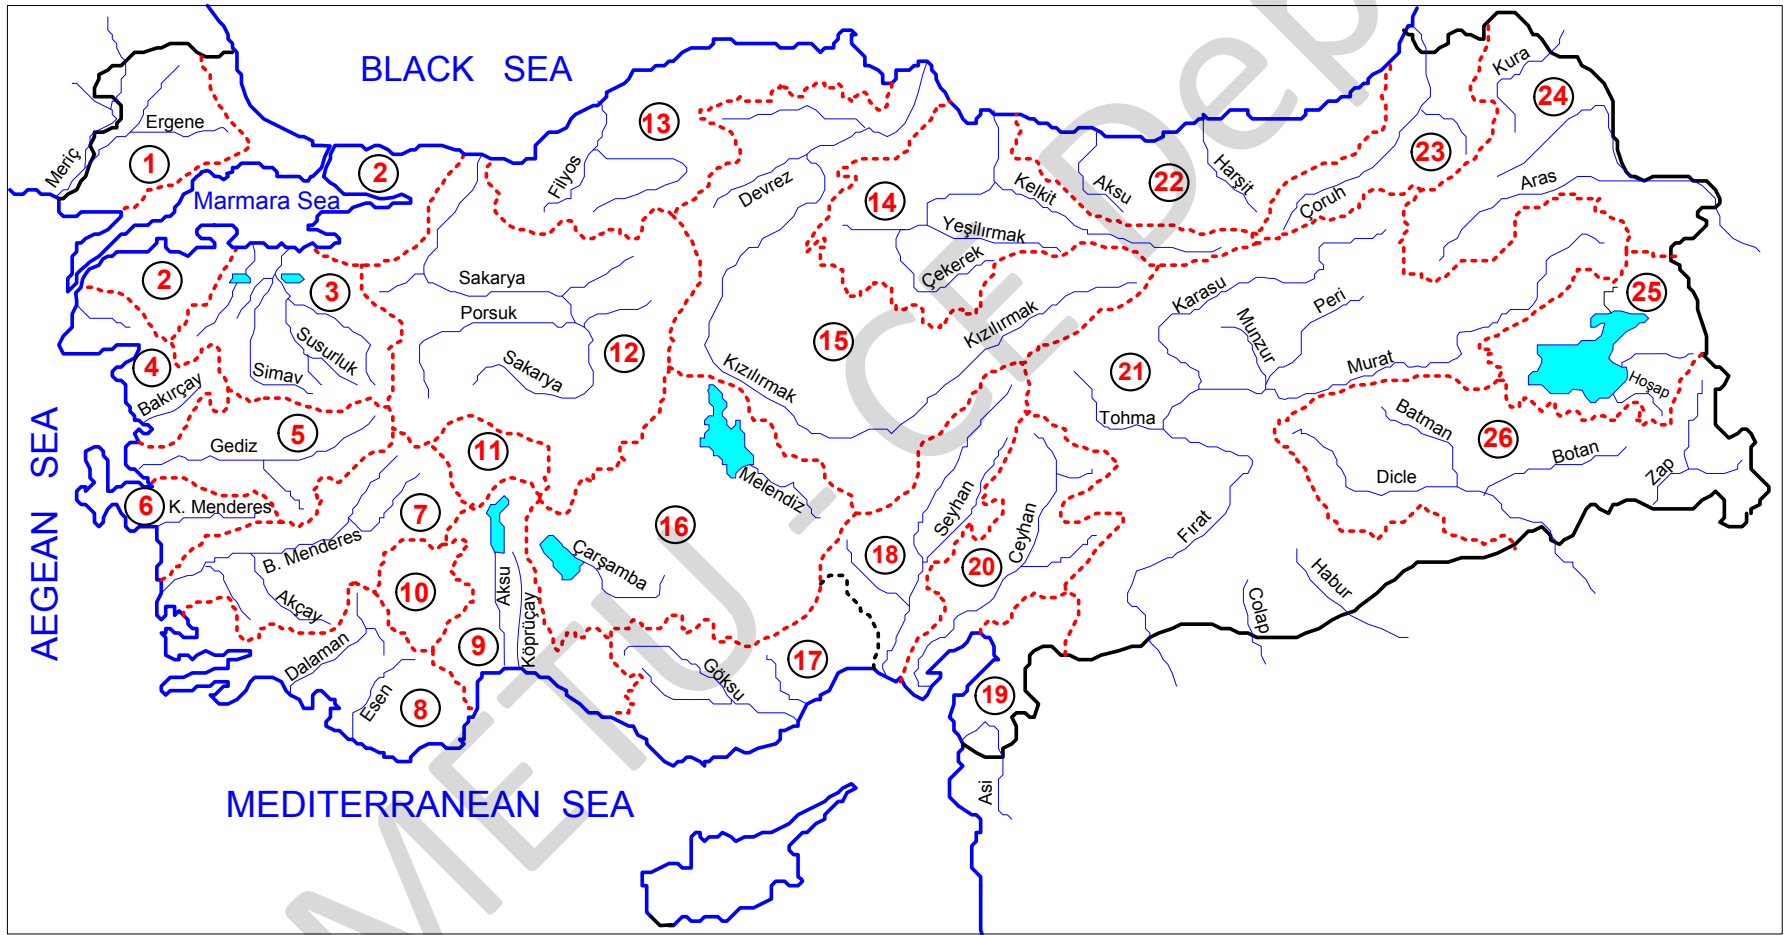 BLACK SEA
Kura
24
13
Ergene
1
Meriç
2
Marmara Sea
Filyos
Devrez
14
Kelkit
Aksu
22
Harşit
23
Çoruh
Aras
Yeşilırmak
Çekerek
2
3
Sakarya
Porsuk
12
Sakarya
15
Kızılırmak
Kızılırmak
Karasu
Munzur
Peri
25
4
Susurluk
Simav
Bakırçay
21
Murat
Hoşap
Tohma
Batman
26
Botan
Zap
Dicle
AEGEAN SEA
Gediz
5
11
Melendiz
6
K. Menderes
7
B. Menderes
16
Seyhan
Ceyhan
Fırat
18
20
10
Akçay
Aksu
Köprüçay
Çarşamba
Habur
Colap
9
Dalaman
Esen
8
Göksu
17
19
Asi
MEDITERRANEAN SEA
METU - CE Dep